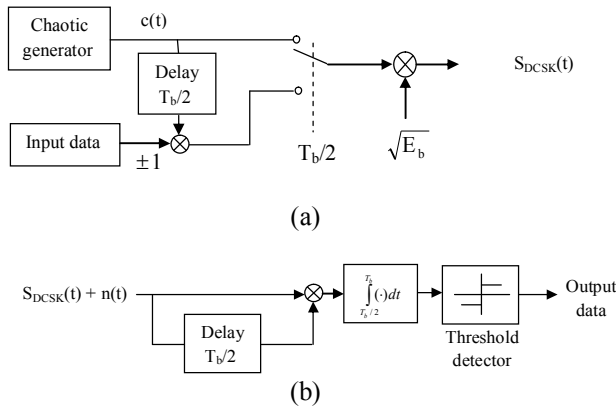 Chaotic
generator
c(t)
Delay
T_b/2
Input data
±1
T_b/2
√E_b
S_DCSK(t)
(a)
S_DCSK(t) + n(t)
Delay
T_b/2
∫_{T_b/2}^{T_b}(·)dt
Threshold
detector
Output
data
(b)